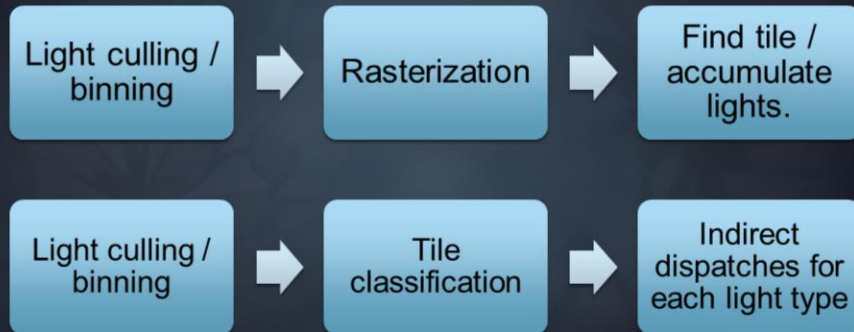 Light culling /
binning
Rasterization
Find tile /
accumulate
lights.
Light culling /
binning
Tile
classification
Indirect
dispatches for
each light type